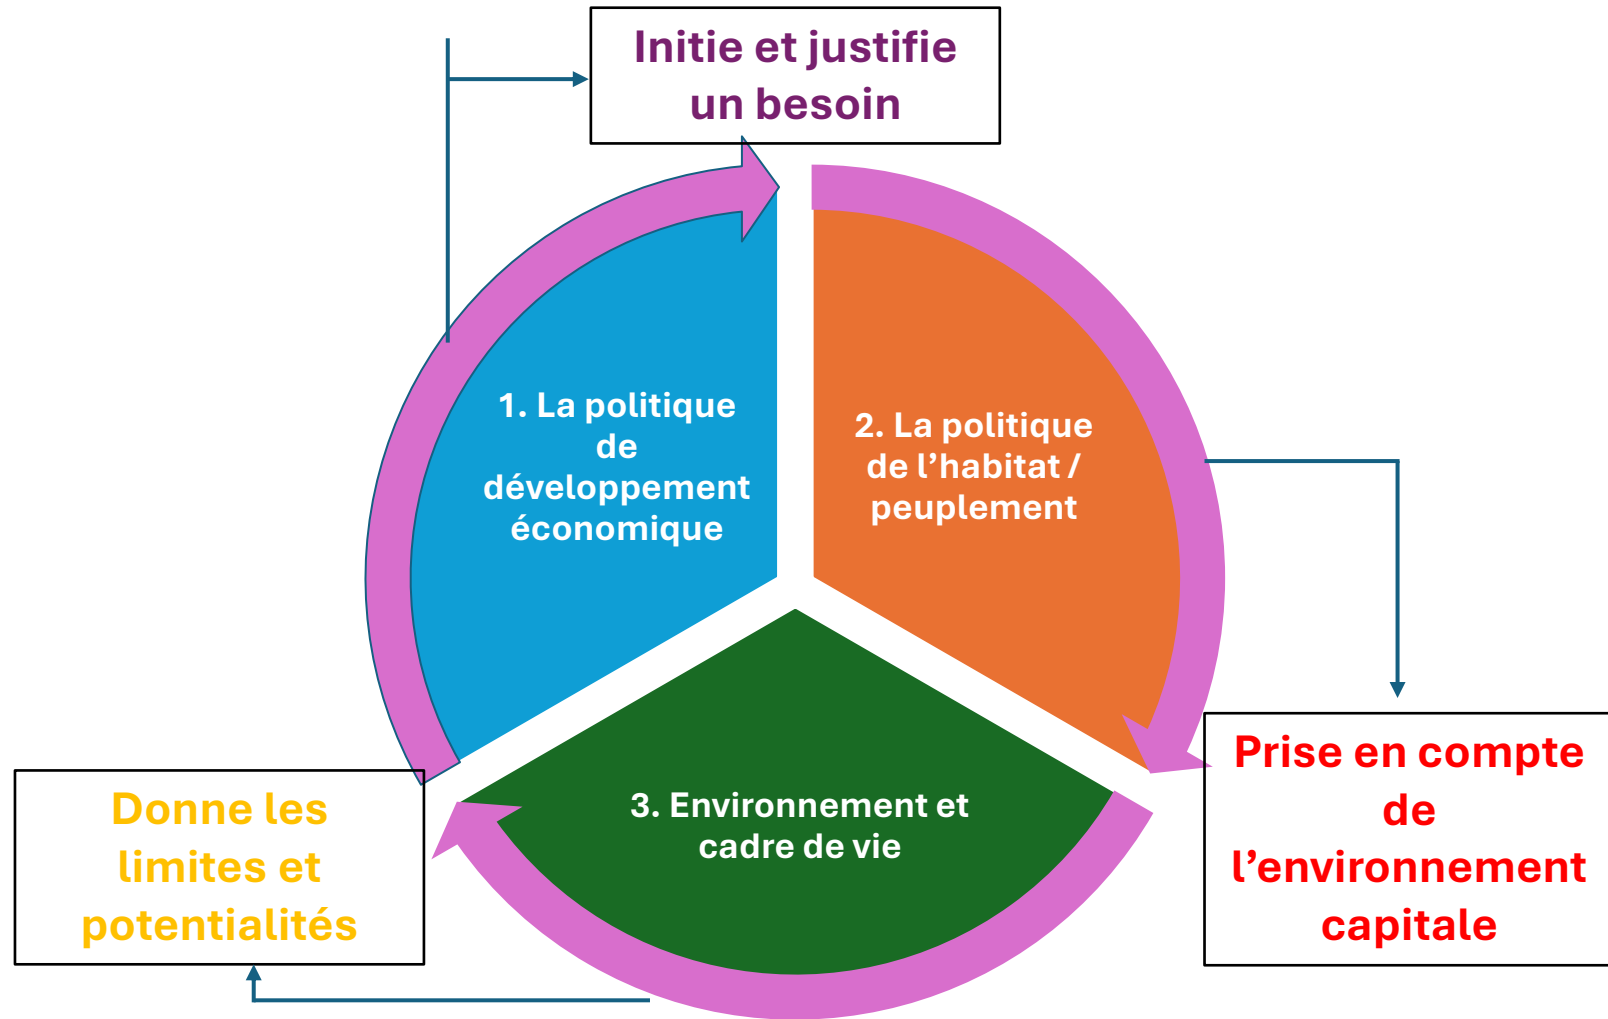 Initie et justifie
un besoin
1. La politique
de
développement
économique
2. La politique
de l’habitat /
peuplement
3. Environnement et
cadre de vie
Donne les
limites et
potentialités
Prise en compte
de
l’environnement
capitale